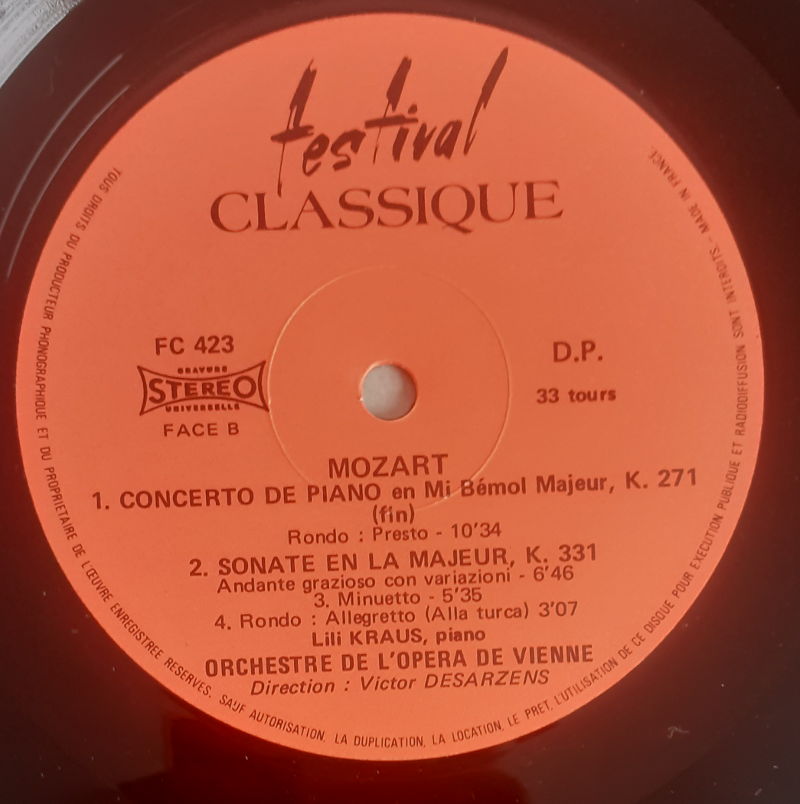 festival
CLASSIQUE
FC 423
GRAVURE
STEREO
UNIVERSELLE
FACE B
D.P.
33 tours
MOZART
1. CONCERTO DE PIANO en Mi Bémol Majeur, K. 271
(fin)
Rondo : Presto - 10'34
2. SONATE EN LA MAJEUR, K. 331
Andante grazioso con variazioni - 6'46
3. Minuetto - 5'35
4. Rondo : Allegretto (Alla turca) 3'07
Lili KRAUS, piano
ORCHESTRE DE L'OPERA DE VIENNE
Direction : Victor DESARZENS
TOUS DROITS DU PRODUCTEUR PHONOGRAPHIQUE ET DU PROPRIETAIRE DE L'ŒUVRE ENREGISTREE RESERVES. SAUF AUTORISATION, LA DUPLICATION, LA LOCATION, LE PRET, L'UTILISATION DE CE DISQUE POUR EXECUTION PUBLIQUE ET RADIODIFFUSION SONT INTERDITS. - MADE IN FRANCE.